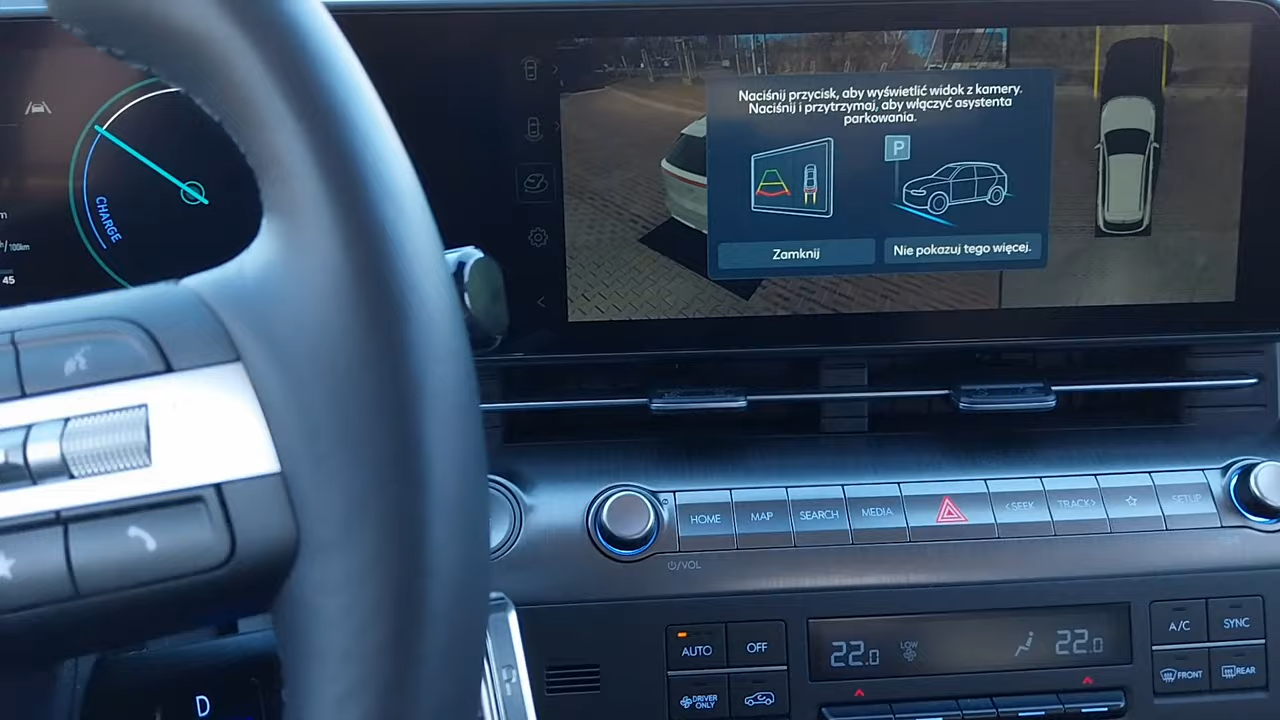 Naciśnij przycisk, aby wyświetlić widok z kamery.
Naciśnij i przytrzymaj, aby włączyć asystenta
parkowania.
P
Zamknij
Nie pokazuj tego więcej.
CHARGE
/100km
45
HOME
MAP
SEARCH
MEDIA
<SEEK
TRACK>
SETUP
/VOL
AUTO
OFF
22.0
LOW
22.0
A/C
SYNC
DRIVER
ONLY
FRONT
REAR
D